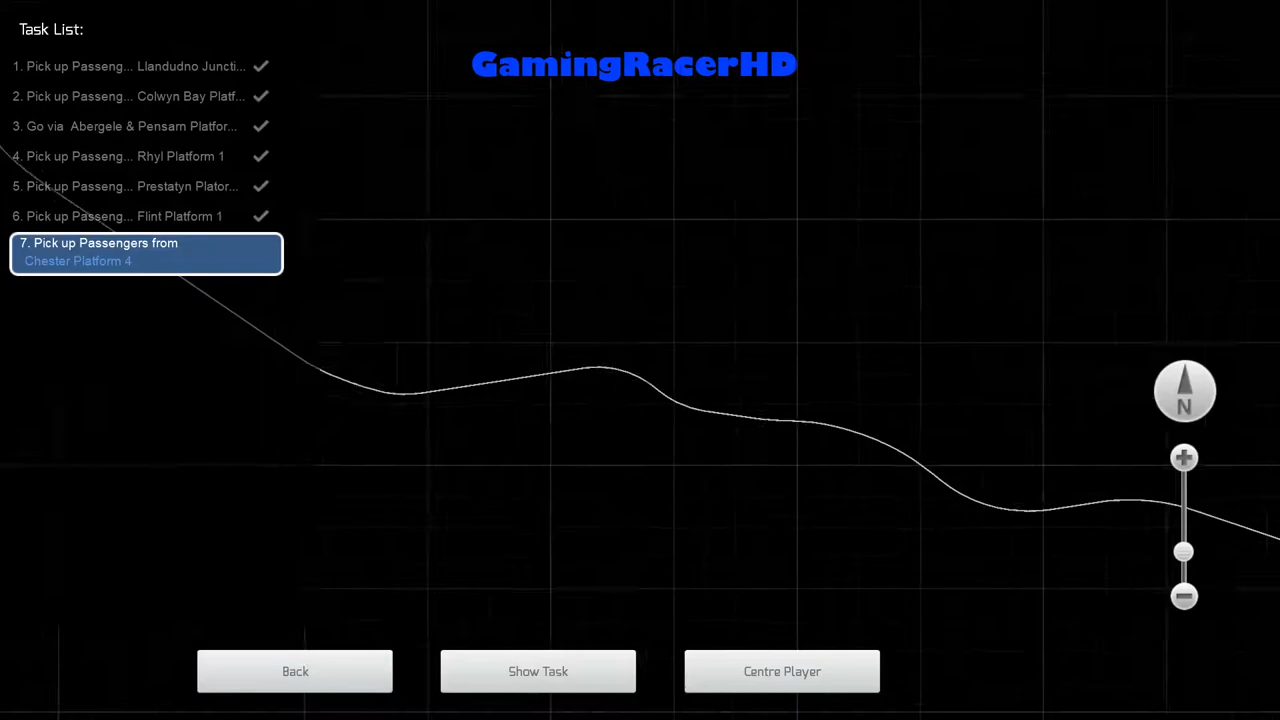 Task List:
GamingRacerHD
1. Pick up Passeng... Llandudno Juncti...
2. Pick up Passeng... Colwyn Bay Platf...
3. Go via  Abergele & Pensarn Platfor...
4. Pick up Passeng... Rhyl Platform 1
5. Pick up Passeng... Prestatyn Plator...
6. Pick up Passeng... Flint Platform 1
7. Pick up Passengers from
Chester Platform 4
N
Back
Show Task
Centre Player